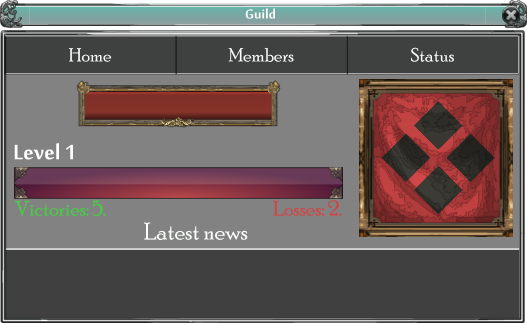 Guild
Home Members Status
Level 1
Victories: 5. Losses: 2.
Latest news